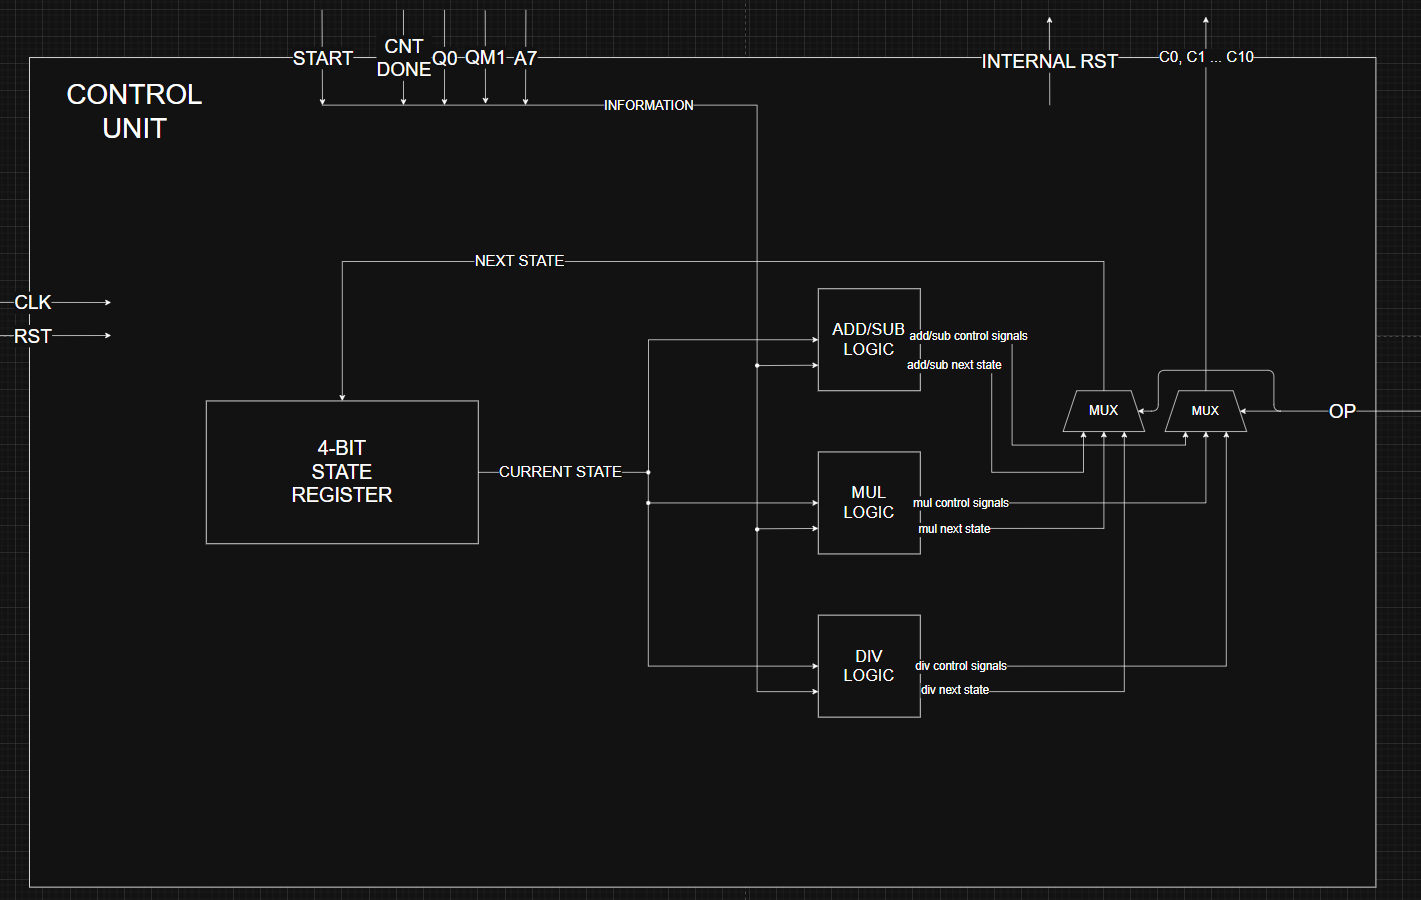 START
CNT
DONE
Q0
QM1
A7
INTERNAL RST
C0, C1 ... C10
CONTROL
UNIT
INFORMATION
NEXT STATE
CLK
RST
ADD/SUB
LOGIC
add/sub control signals
add/sub next state
MUX
MUX
OP
4-BIT
STATE
REGISTER
CURRENT STATE
MUL
LOGIC
mul control signals
mul next state
DIV
LOGIC
div control signals
div next state